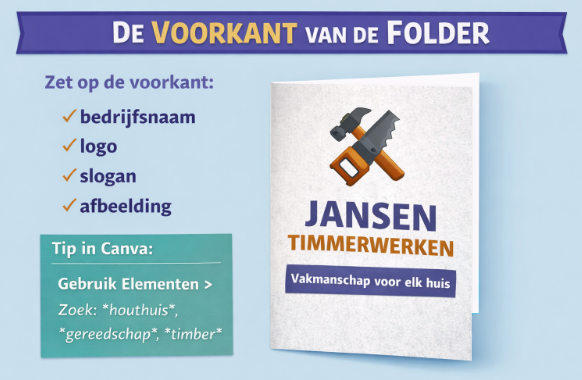 DE VOORKANT VAN DE FOLDER
Zet op de voorkant:
✓ bedrijfsnaam
✓ logo
✓ slogan
✓ afbeelding
Tip in Canva:
Gebruik Elementen >
Zoek: *houthuis*,
*gereedschap*, *timber*
JANSEN
TIMMERWERKEN
Vakmanschap voor elk huis